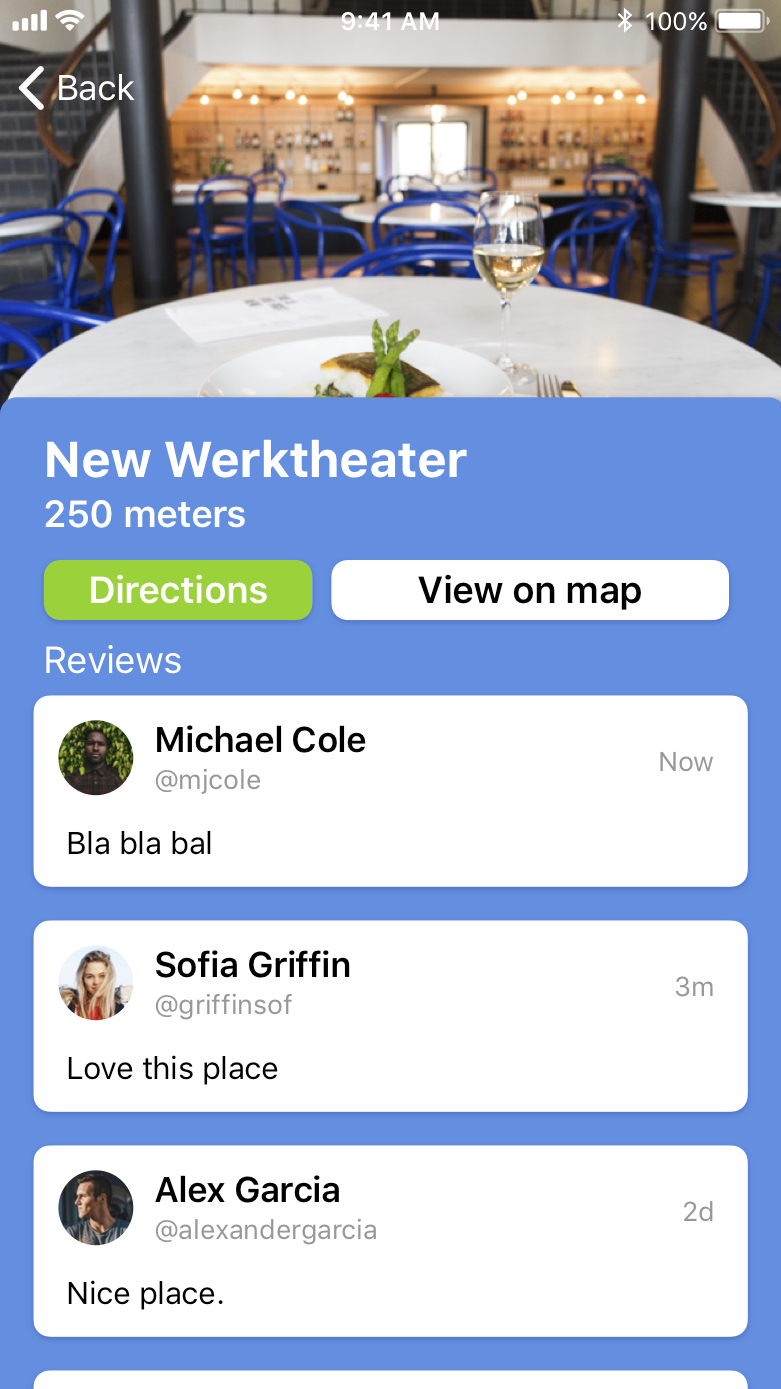 9:41 AM
100%
Back
New Werktheater
250 meters
Directions
View on map
Reviews
Michael Cole
@mjcole
Now
Bla bla bal
Sofia Griffin
@griffinsof
3m
Love this place
Alex Garcia
@alexandergarcia
2d
Nice place.